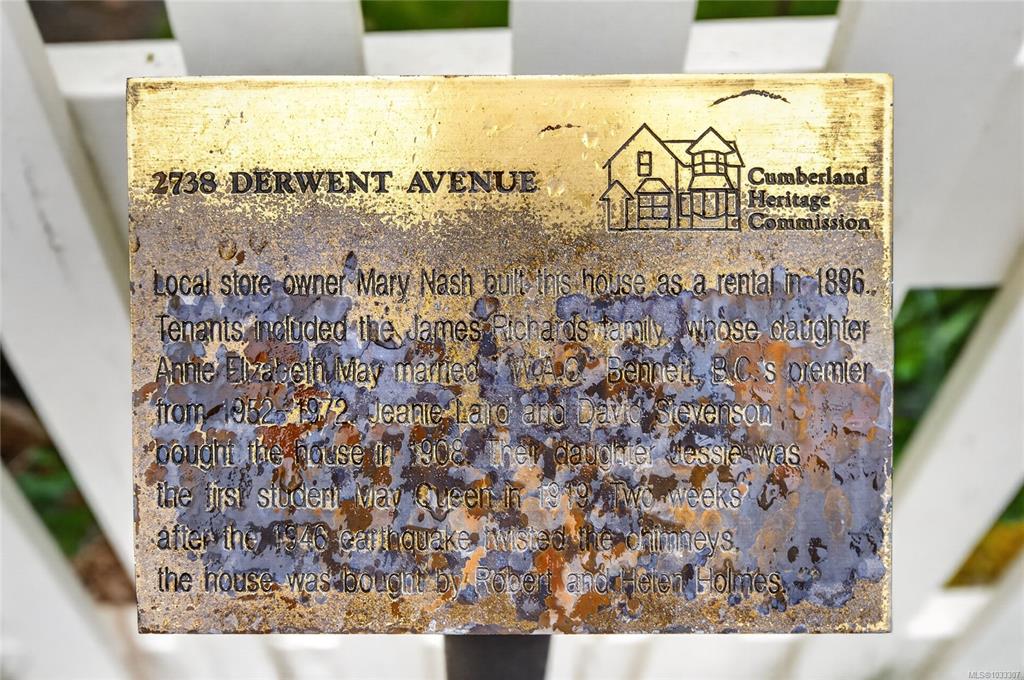 2738 DERWENT AVENUE
Cumberland
Heritage
Commission
Local store owner Mary Nash built this house as a rental in 1896.
Tenants included the James Richards family, whose daughter
Annie Elizabeth May married W.A.C. Bennett, B.C.'s premier
from 1952-1972. Jeanie Laird and David Stevenson
bought the house in 1908. Their daughter Jessie was
the first student May Queen in 1919. Two weeks
after the 1946 earthquake twisted the chimneys,
the house was bought by Robert and Helen Holmes.
MLS®1033307